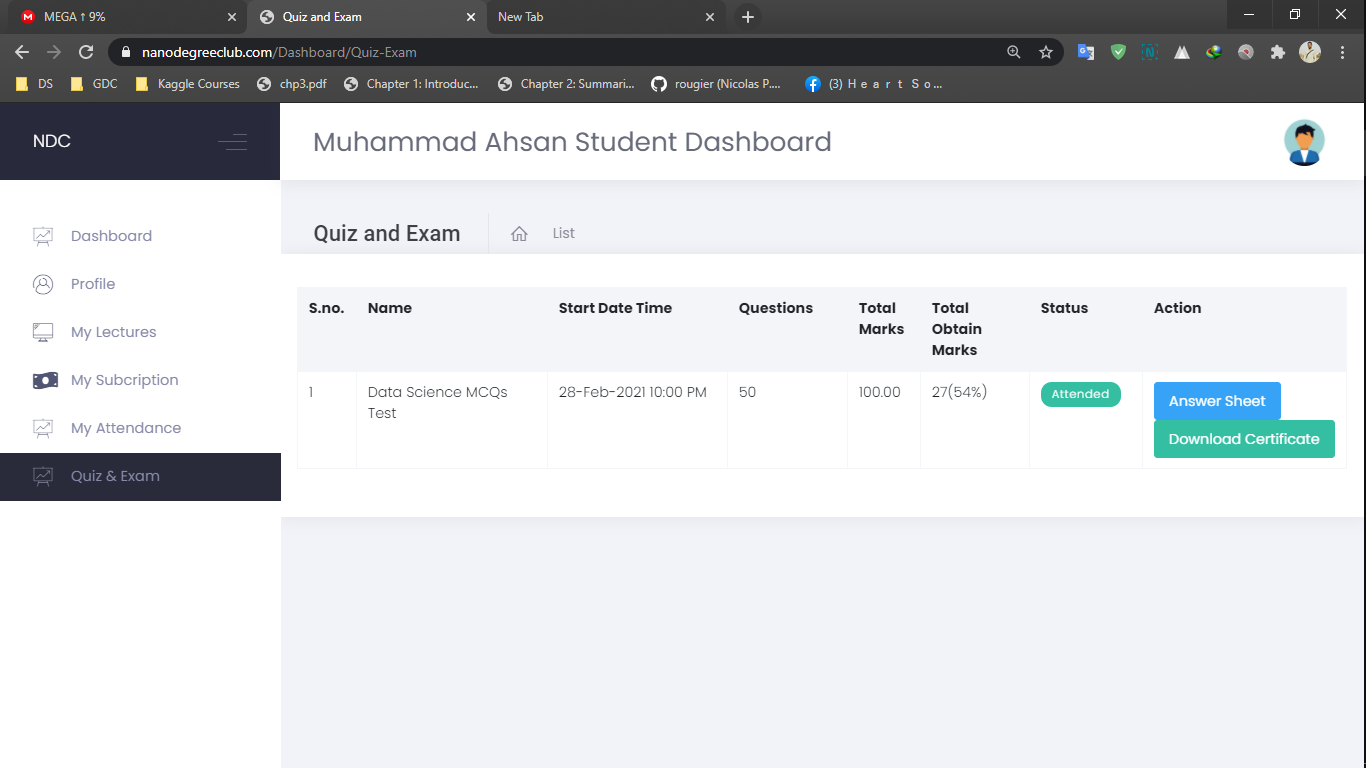 MEGA ↑ 9%
Quiz and Exam
New Tab
nanodegreeclub.com/Dashboard/Quiz-Exam
DS
GDC
Kaggle Courses
chp3.pdf
Chapter 1: Introduc...
Chapter 2: Summari...
rougier (Nicolas P....
(3) H e a r t S o ...
NDC
Muhammad Ahsan Student Dashboard
Dashboard
Profile
My Lectures
My Subcription
My Attendance
Quiz & Exam
Quiz and Exam
List
S.no. Name Start Date Time Questions Total Marks Total Obtain Marks Status Action
1 Data Science MCQs Test 28-Feb-2021 10:00 PM 50 100.00 27(54%) Attended
Answer Sheet
Download Certificate